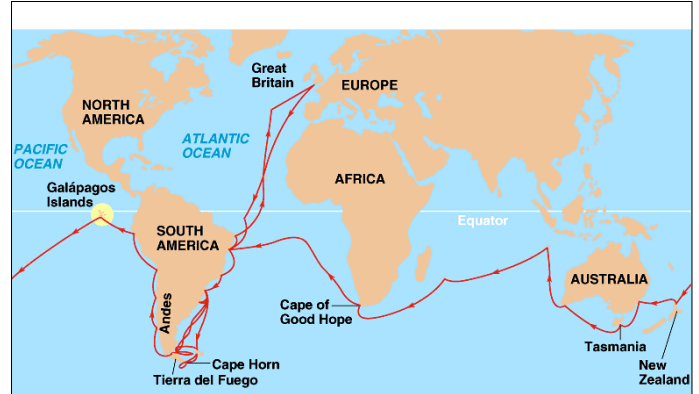 Great
Britain
EUROPE
NORTH
AMERICA
ATLANTIC
OCEAN
PACIFIC
OCEAN
AFRICA
Galápagos
Islands
Equator
SOUTH
AMERICA
AUSTRALIA
Andes
Cape of
Good Hope
Tasmania
Cape Horn
Tierra del Fuego
New
Zealand